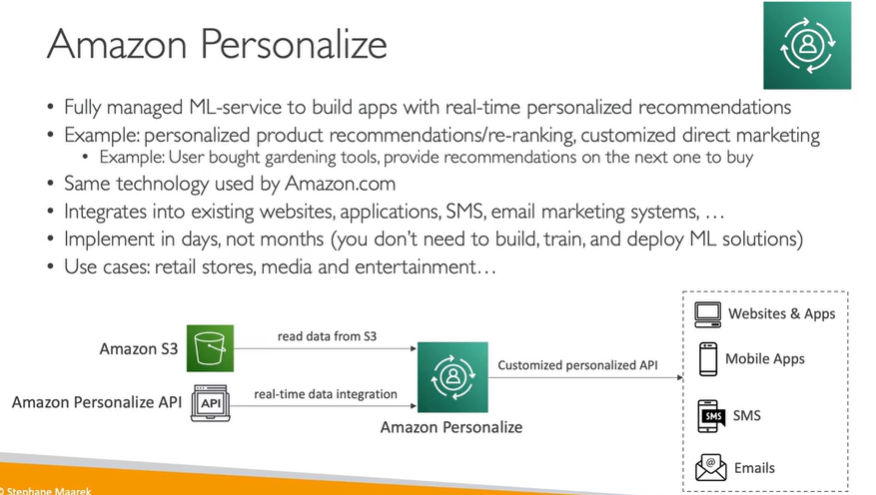 Amazon Personalize
• Fully managed ML-service to build apps with real-time personalized recommendations
• Example: personalized product recommendations/re-ranking, customized direct marketing
• Example: User bought gardening tools, provide recommendations on the next one to buy
• Same technology used by Amazon.com
• Integrates into existing websites, applications, SMS, email marketing systems, …
• Implement in days, not months (you don't need to build, train, and deploy ML solutions)
• Use cases: retail stores, media and entertainment…
Amazon S3
read data from S3
Amazon Personalize API
API
real-time data integration
Amazon Personalize
Customized personalized API
Websites & Apps
Mobile Apps
SMS
SMS
@
Emails
© Stephane Maarek